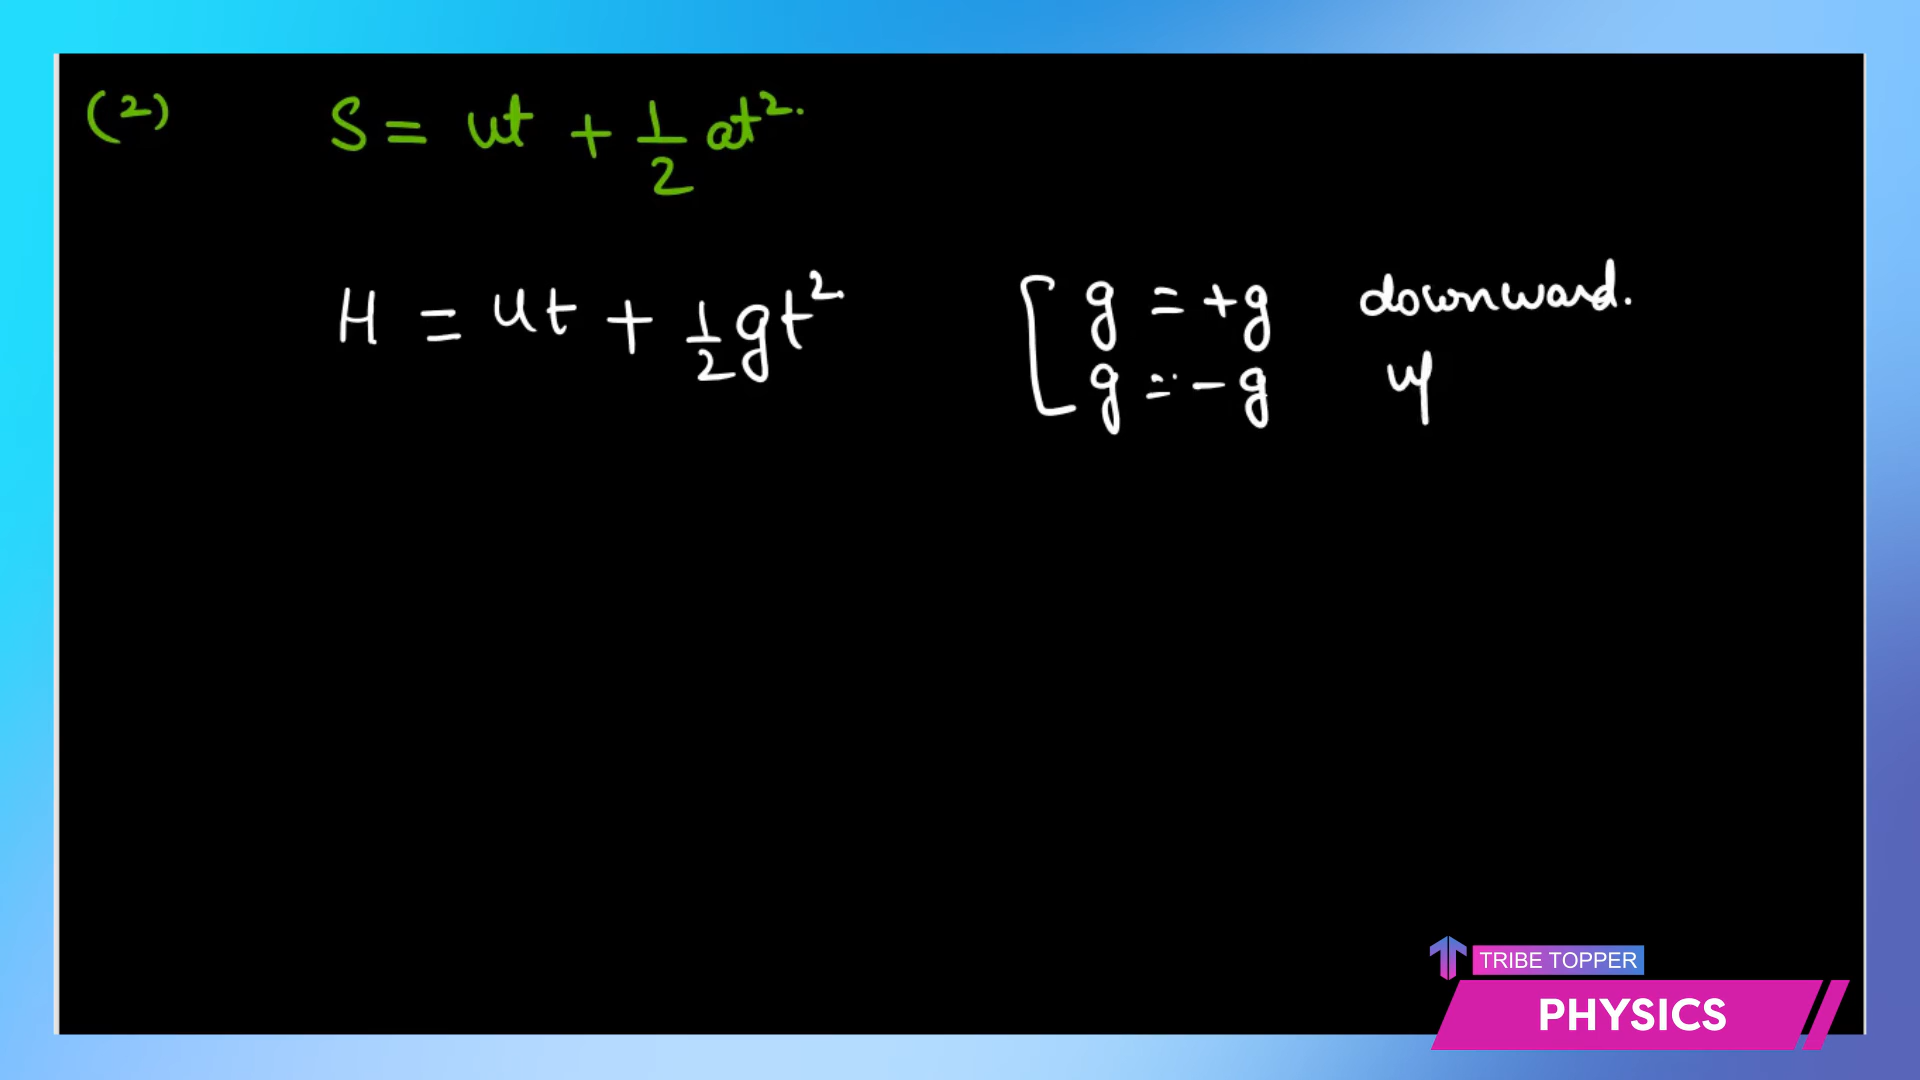 (2) S = ut + 1/2 at².
H = ut + 1/2 gt²
g = +g downward.
g = -g up
TRIBE TOPPER
PHYSICS